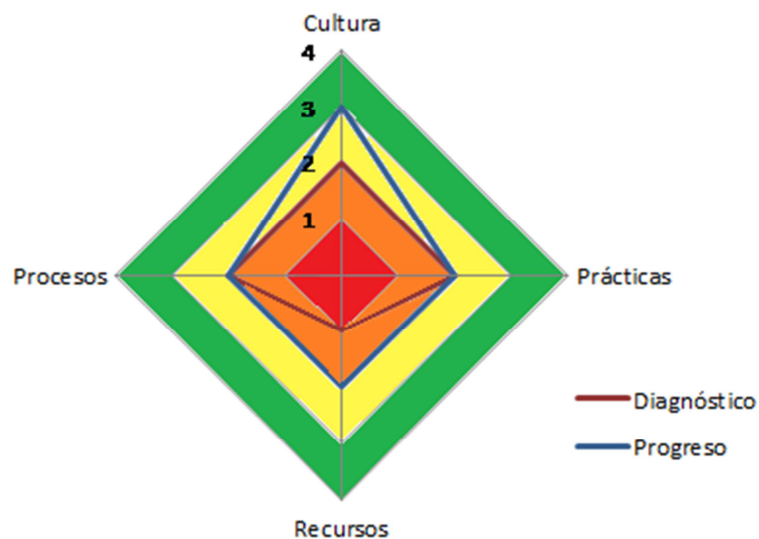 Cultura
4
3
2
1
Procesos
Prácticas
Diagnóstico
Progreso
Recursos